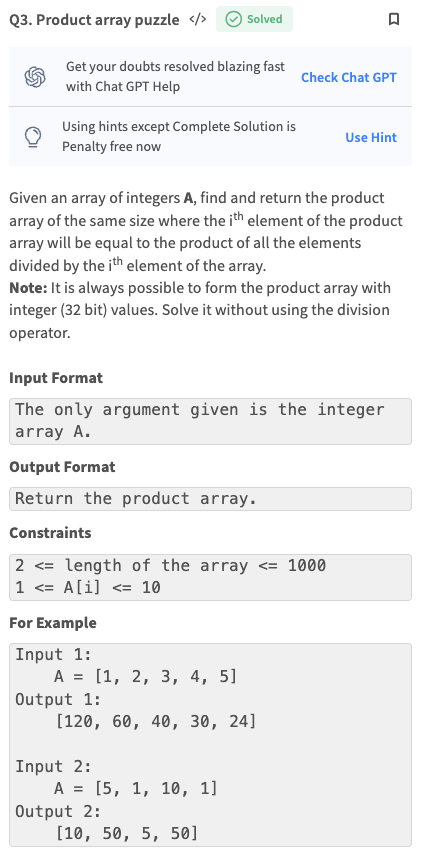 Q3. Product array puzzle </> Solved
Get your doubts resolved blazing fast
with Chat GPT Help
Check Chat GPT
Using hints except Complete Solution is
Penalty free now
Use Hint
Given an array of integers A, find and return the product
array of the same size where the ith element of the product
array will be equal to the product of all the elements
divided by the ith element of the array.
Note: It is always possible to form the product array with
integer (32 bit) values. Solve it without using the division
operator.
Input Format
The only argument given is the integer
array A.
Output Format
Return the product array.
Constraints
2 <= length of the array <= 1000
1 <= A[i] <= 10
For Example
Input 1:
    A = [1, 2, 3, 4, 5]
Output 1:
    [120, 60, 40, 30, 24]
Input 2:
    A = [5, 1, 10, 1]
Output 2:
    [10, 50, 5, 50]